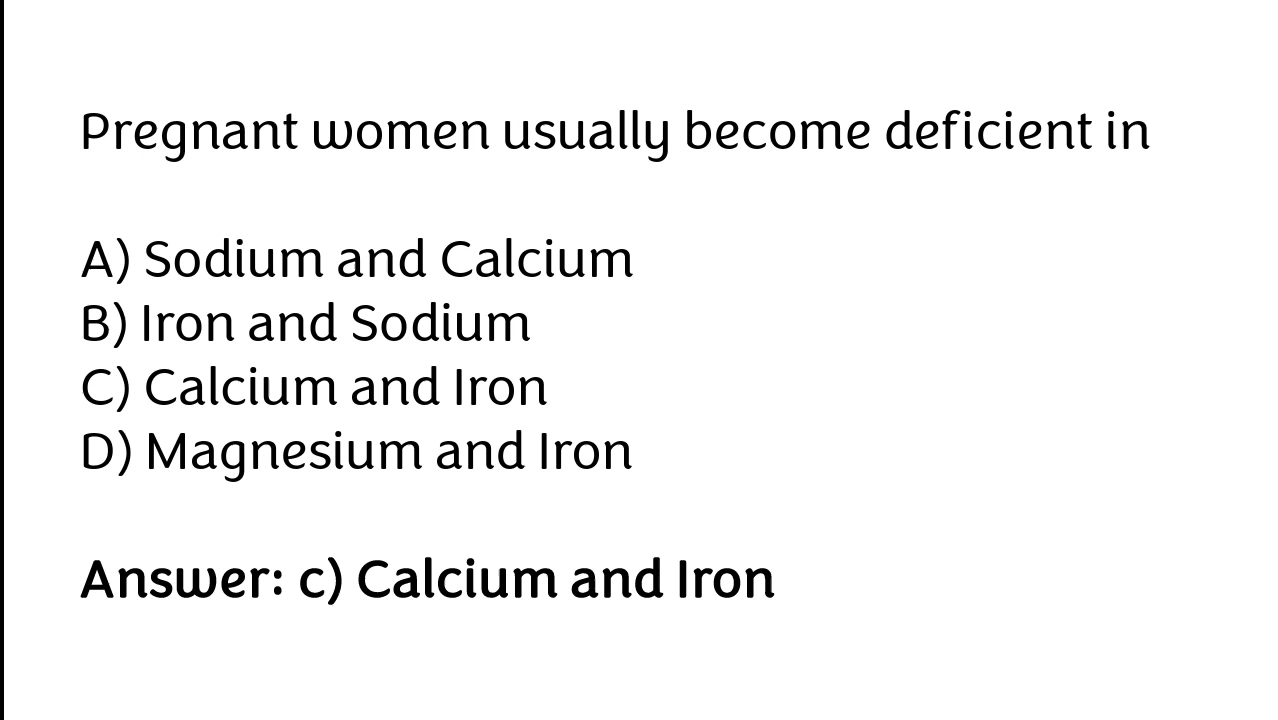 Pregnant women usually become deficient in
A) Sodium and Calcium
B) Iron and Sodium
C) Calcium and Iron
D) Magnesium and Iron
Answer: c) Calcium and Iron